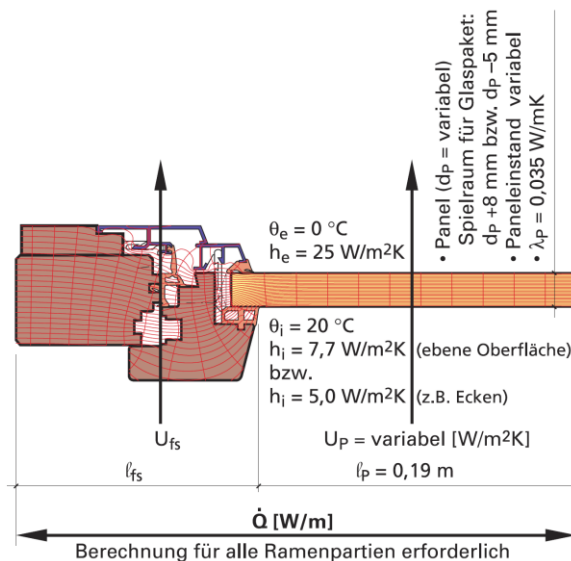 • Panel (dP = variabel)
Spielraum für Glaspaket:
dP +8 mm bzw. dP –5 mm
• Paneleinstand variabel
• λP = 0,035 W/mK
θe = 0 °C
he = 25 W/m2K
θi = 20 °C
hi = 7,7 W/m2K (ebene Oberfläche)
bzw.
hi = 5,0 W/m2K (z.B. Ecken)
Ufs
UP = variabel [W/m2K]
ℓfs
ℓP = 0,19 m
Q̇ [W/m]
Berechnung für alle Ramenpartien erforderlich